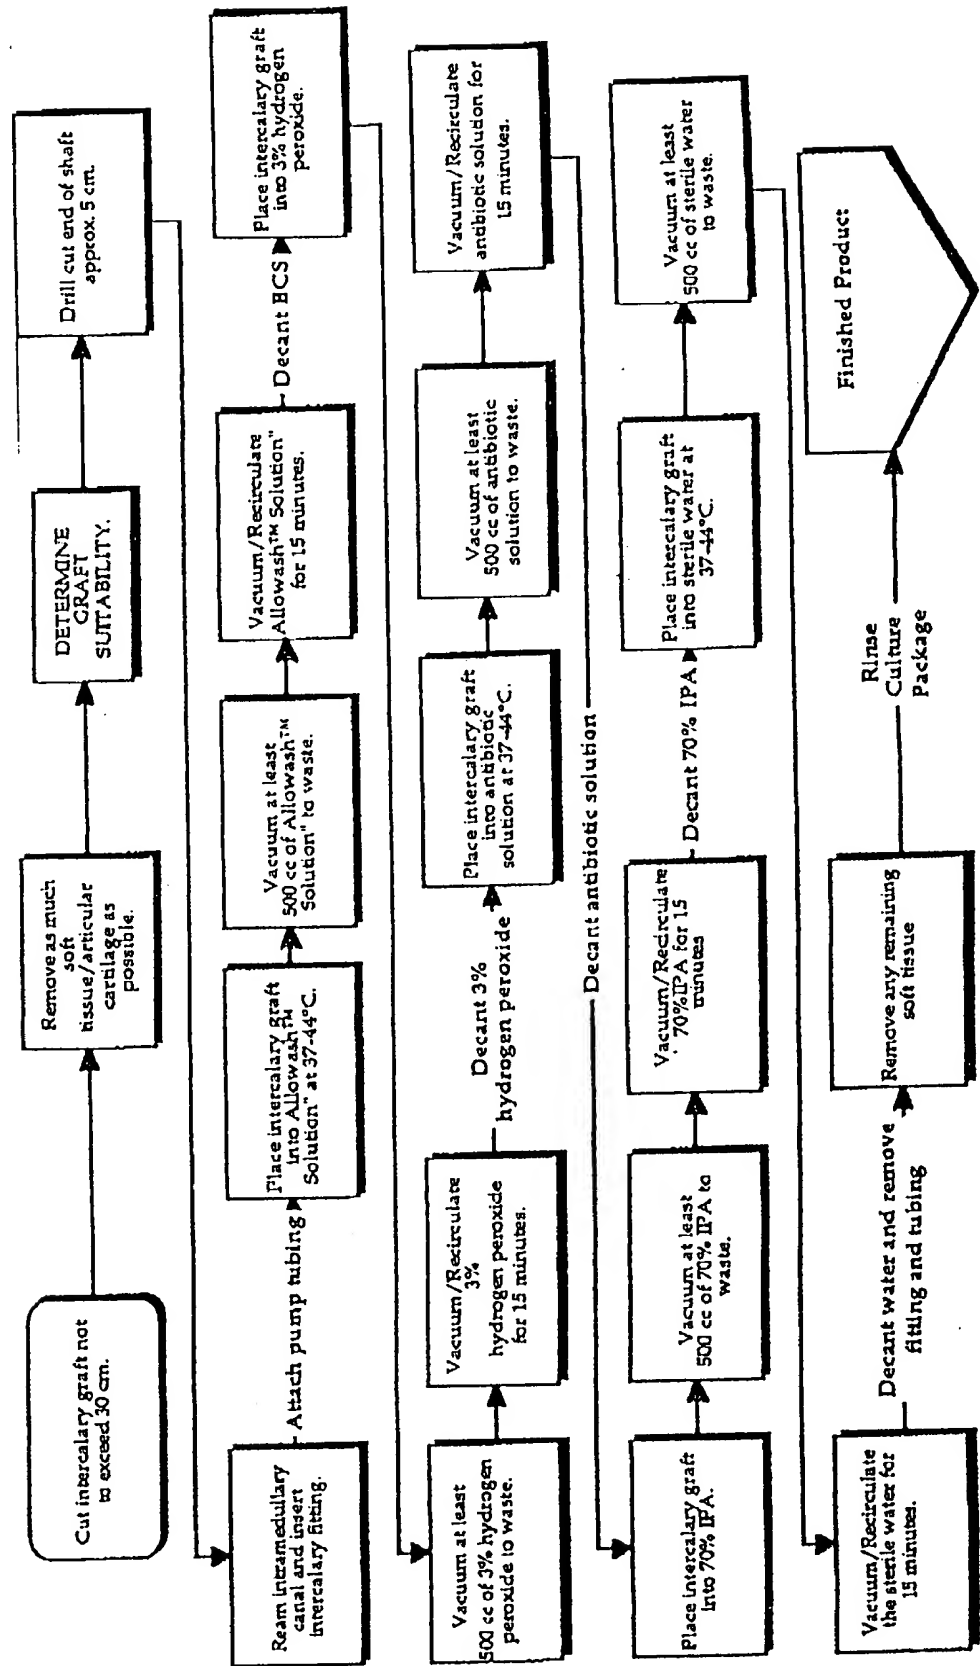 Cut intercalary graft not
to exceed 30 cm.
Remove as much
soft
tissue/articular
cartilage as
possible.
DETERMINE
GRAFT
SUITABILITY.
Drill cut end of shaft
approx. 5 cm.
Ream intramedullary
canal and insert
intercalary fitting.
Attach pump tubing
Place intercalary graft
into Allowash™
Solution" at 37-44°C.
Vacuum at least
500 cc of Allowash™
Solution" to waste.
Vacuum/Recirculate
Allowash™ Solution"
for 15 minutes.
Decant BCS
Place intercalary graft
into 3% hydrogen
peroxide.
Vacuum at least
500 cc of 3% hydrogen
peroxide to waste.
Vacuum/Recirculate
3%
hydrogen peroxide
for 15 minutes.
Decant 3%
hydrogen peroxide
Place intercalary graft
into antibiotic
solution at 37-44°C.
Vacuum at least
500 cc of antibiotic
solution to waste.
Vacuum/Recirculate
antibiotic solution for
15 minutes.
Decant antibiotic solution
Place intercalary graft
into 70% IPA.
Vacuum at least
500 cc of 70% IPA to
waste.
Vacuum/Recirculate
70%IPA for 15
minutes
Decant 70% IPA
Place intercalary graft
into sterile water at
37-44°C.
Vacuum at least
500 cc of sterile water
to waste.
Vacuum/Recirculate
the sterile water for
15 minutes.
Decant water and remove
fitting and tubing
Remove any remaining
soft tissue
Rinse
Culture
Package
Finished Product